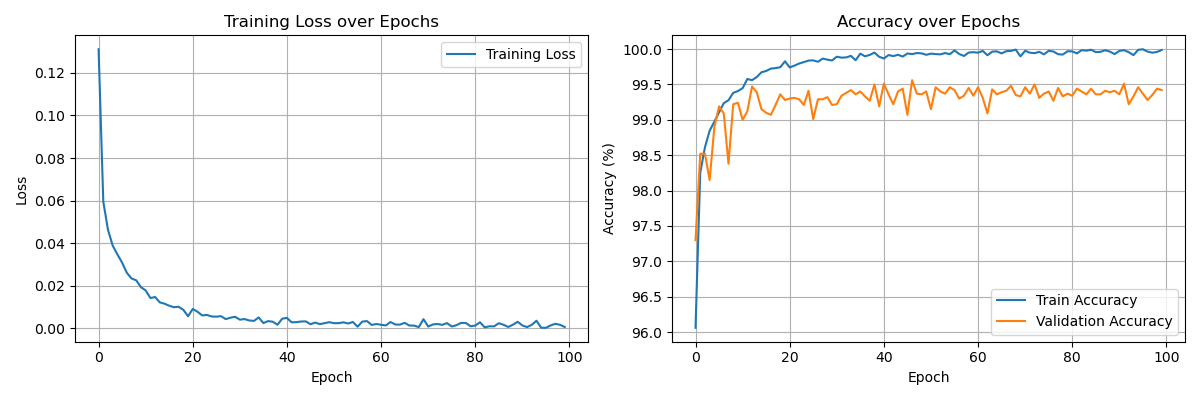 Training Loss over Epochs
Training Loss
0.12
0.10
0.08
0.06
0.04
0.02
0.00
Loss
0 20 40 60 80 100
Epoch
Accuracy over Epochs
100.0
99.5
99.0
98.5
98.0
97.5
97.0
96.5
96.0
Accuracy (%)
Train Accuracy
Validation Accuracy
0 20 40 60 80 100
Epoch